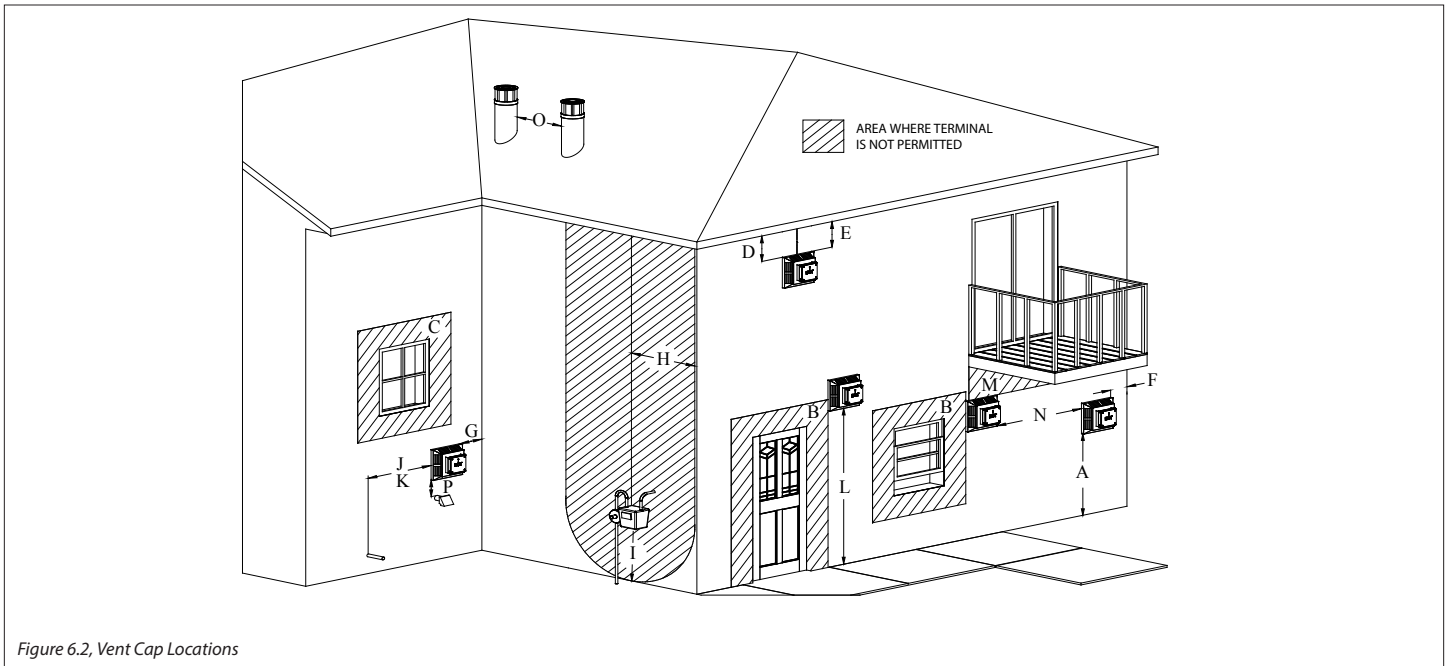 O
AREA WHERE TERMINAL
IS NOT PERMITTED
D
E
C
H
F
M
B
B
N
G
J
K
P
L
A
I
Figure 6.2, Vent Cap Locations